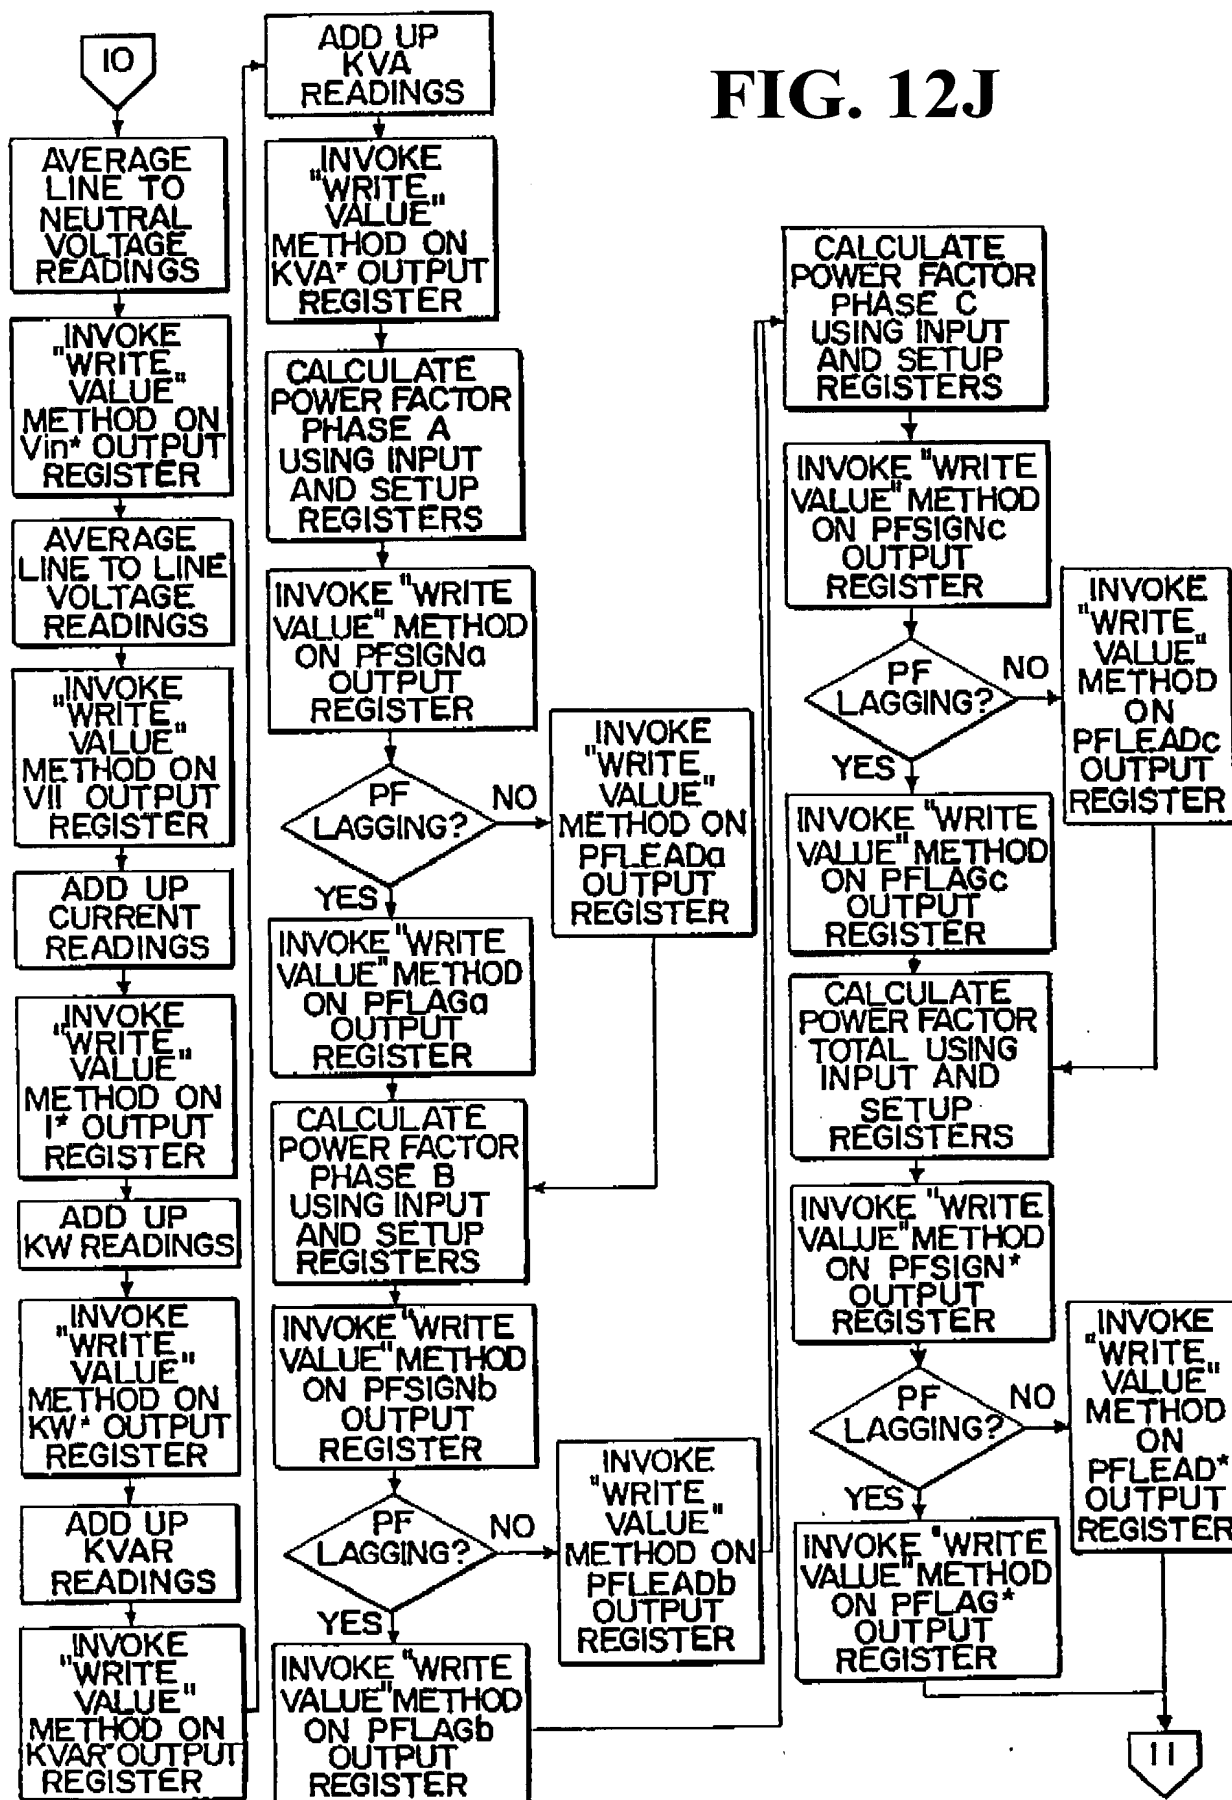 FIG. 12J
10
AVERAGE
LINE TO
NEUTRAL
VOLTAGE
READINGS
INVOKE
"WRITE
VALUE"
METHOD ON
Vin* OUTPUT
REGISTER
AVERAGE
LINE TO LINE
VOLTAGE
READINGS
INVOKE
"WRITE
VALUE"
METHOD ON
VII OUTPUT
REGISTER
ADD UP
CURRENT
READINGS
INVOKE
"WRITE
VALUE"
METHOD ON
I* OUTPUT
REGISTER
ADD UP
KW READINGS
INVOKE
"WRITE
VALUE"
METHOD ON
KW* OUTPUT
REGISTER
ADD UP
KVAR
READINGS
INVOKE
"WRITE
VALUE"
METHOD ON
KVAR* OUTPUT
REGISTER
ADD UP
KVA
READINGS
INVOKE
"WRITE
VALUE"
METHOD ON
KVA* OUTPUT
REGISTER
CALCULATE
POWER FACTOR
PHASE A
USING INPUT
AND SETUP
REGISTERS
INVOKE "WRITE
VALUE" METHOD
ON PFSIGNa
OUTPUT
REGISTER
PF
LAGGING?
NO
YES
INVOKE
"WRITE
VALUE"
METHOD ON
PFLEADa
OUTPUT
REGISTER
INVOKE "WRITE
VALUE" METHOD
ON PFLAGa
OUTPUT
REGISTER
CALCULATE
POWER FACTOR
PHASE B
USING INPUT
AND SETUP
REGISTERS
INVOKE "WRITE
VALUE" METHOD
ON PFSIGNb
OUTPUT
REGISTER
PF
LAGGING?
NO
YES
INVOKE
"WRITE
VALUE"
METHOD ON
PFLEADb
OUTPUT
REGISTER
INVOKE "WRITE
VALUE" METHOD
ON PFLAGb
OUTPUT
REGISTER
CALCULATE
POWER FACTOR
PHASE C
USING INPUT
AND SETUP
REGISTERS
INVOKE "WRITE
VALUE" METHOD
ON PFSIGNc
OUTPUT
REGISTER
PF
LAGGING?
NO
YES
INVOKE
"WRITE
VALUE"
METHOD
ON
PFLEADc
OUTPUT
REGISTER
INVOKE "WRITE
VALUE" METHOD
ON PFLAGc
OUTPUT
REGISTER
CALCULATE
POWER FACTOR
TOTAL USING
INPUT AND
SETUP
REGISTERS
INVOKE "WRITE
VALUE" METHOD
ON PFSIGN*
OUTPUT
REGISTER
PF
LAGGING?
NO
YES
INVOKE
"WRITE
VALUE"
METHOD
ON
PFLEAD*
OUTPUT
REGISTER
INVOKE "WRITE
VALUE" METHOD
ON PFLAG*
OUTPUT
REGISTER
11